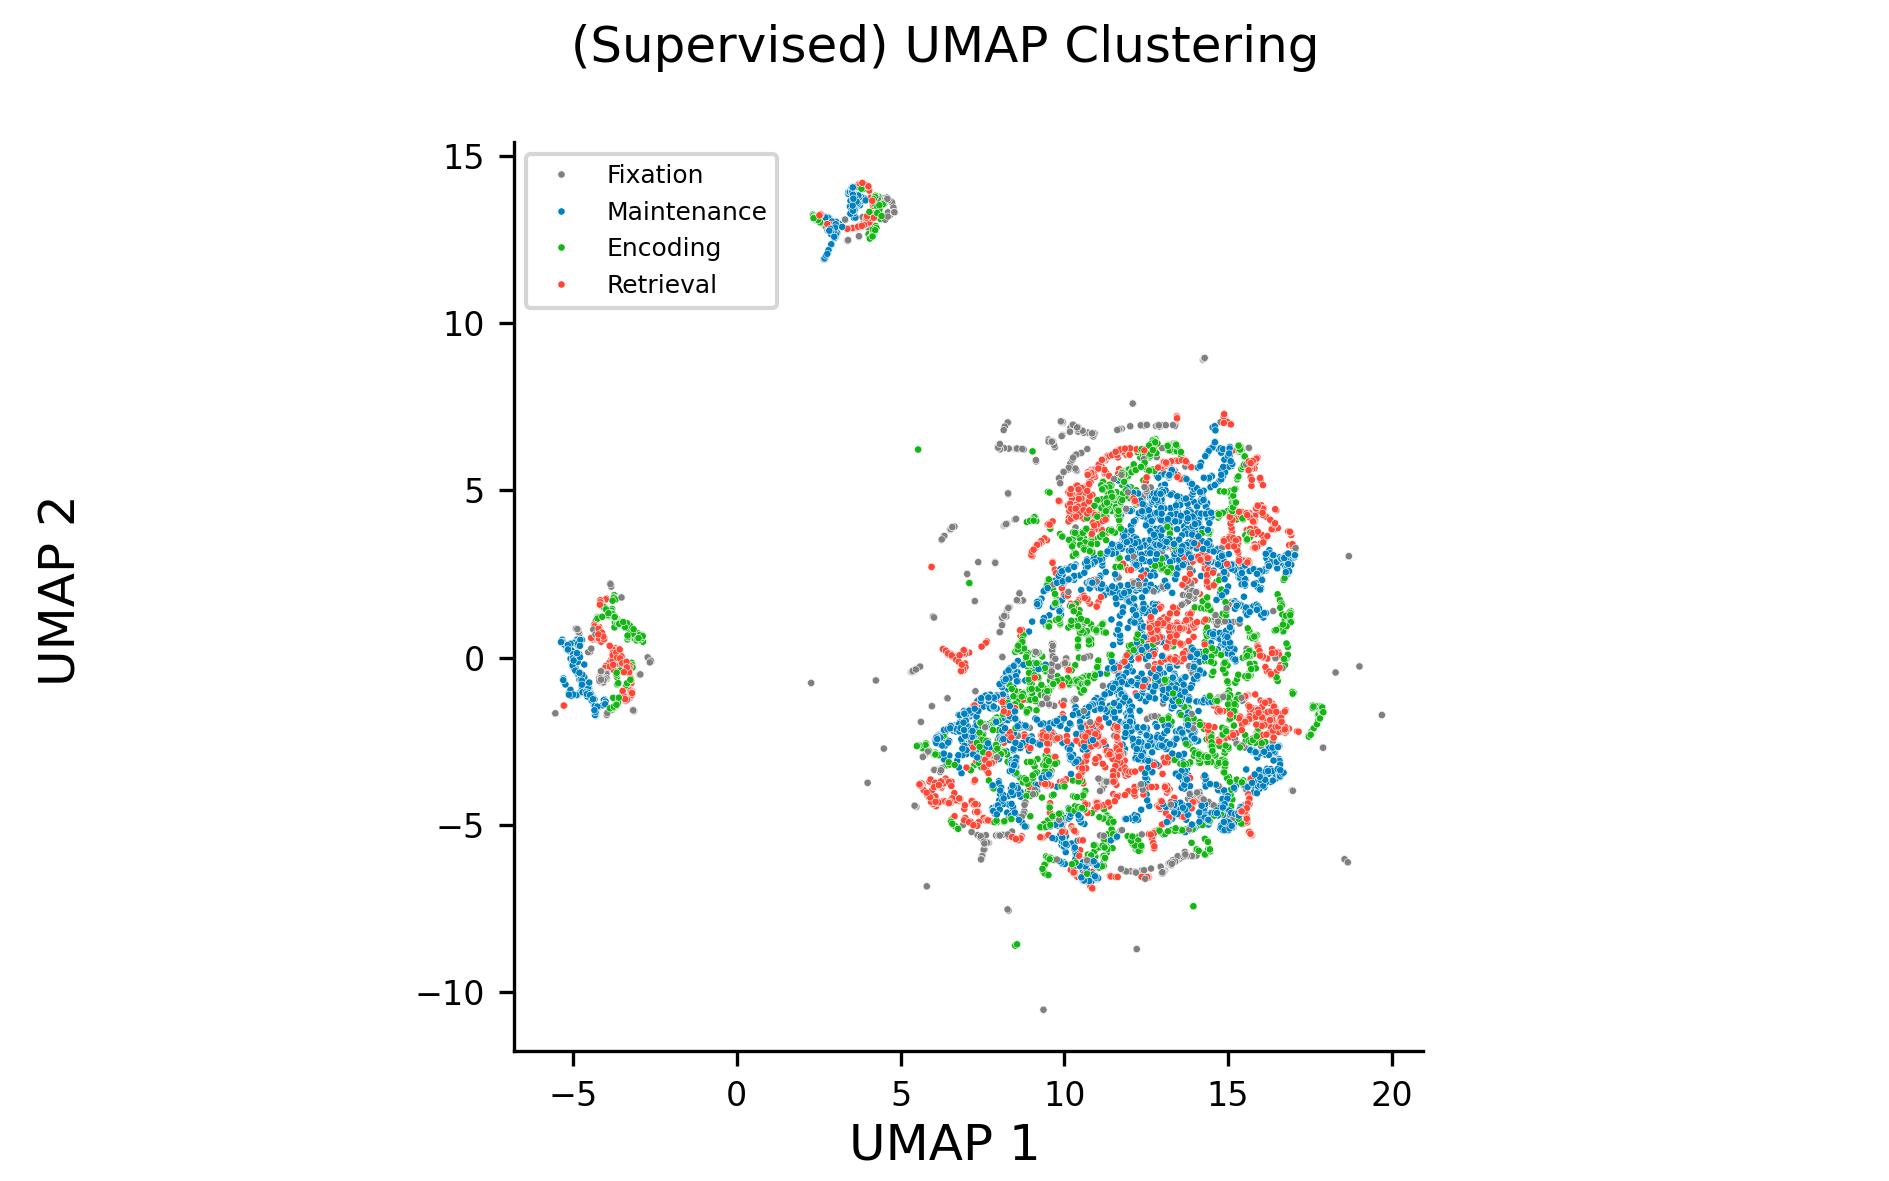 (Supervised) UMAP Clustering
15
10
5
0
−5
−10
UMAP 2
Fixation
Maintenance
Encoding
Retrieval
−5 0 5 10 15 20
UMAP 1